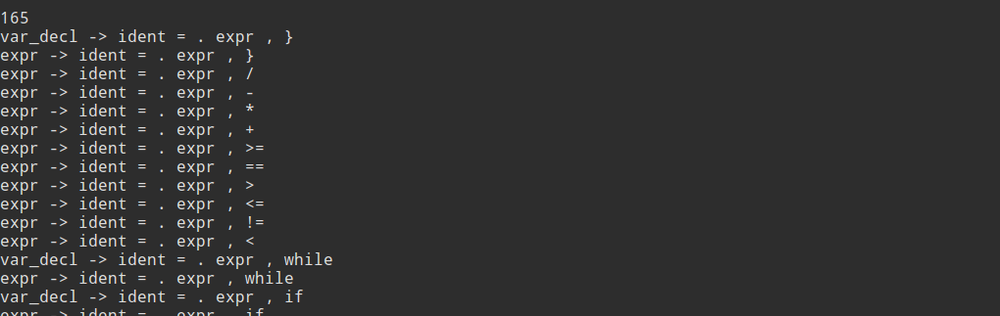 165
var_decl -> ident = . expr , }
expr -> ident = . expr , }
expr -> ident = . expr , /
expr -> ident = . expr , -
expr -> ident = . expr , *
expr -> ident = . expr , +
expr -> ident = . expr , >=
expr -> ident = . expr , ==
expr -> ident = . expr , >
expr -> ident = . expr , <=
expr -> ident = . expr , !=
expr -> ident = . expr , <
var_decl -> ident = . expr , while
expr -> ident = . expr , while
var_decl -> ident = . expr , if
expr -> ident = . expr , if